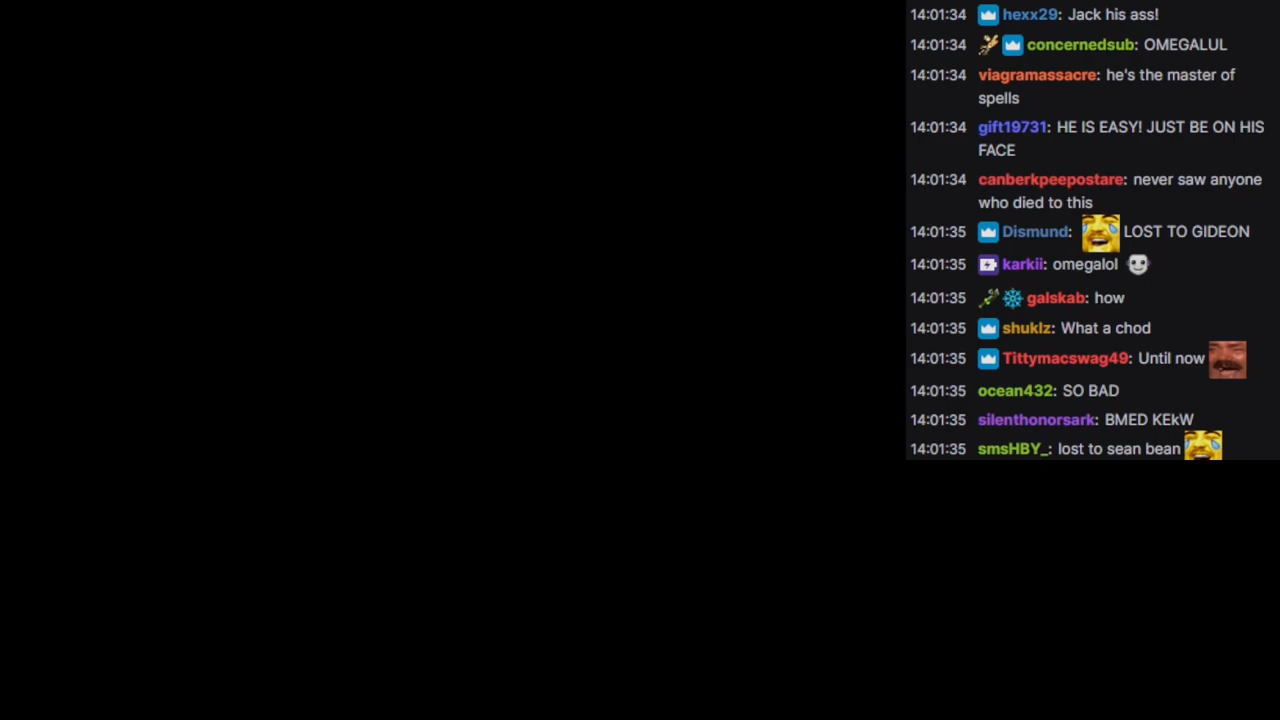 14:01:34 hexx29: Jack his ass!
14:01:34 concernedsub: OMEGALUL
14:01:34 viagramassacre: he's the master of
spells
14:01:34 gift19731: HE IS EASY! JUST BE ON HIS
FACE
14:01:34 canberkpeepostare: never saw anyone
who died to this
14:01:35 Dismund: LOST TO GIDEON
14:01:35 karkii: omegalol
14:01:35 galskab: how
14:01:35 shuklz: What a chod
14:01:35 Tittymacswag49: Until now
14:01:35 ocean432: SO BAD
14:01:35 silenthonorsark: BMED KEkW
14:01:35 smsHBY_: lost to sean bean